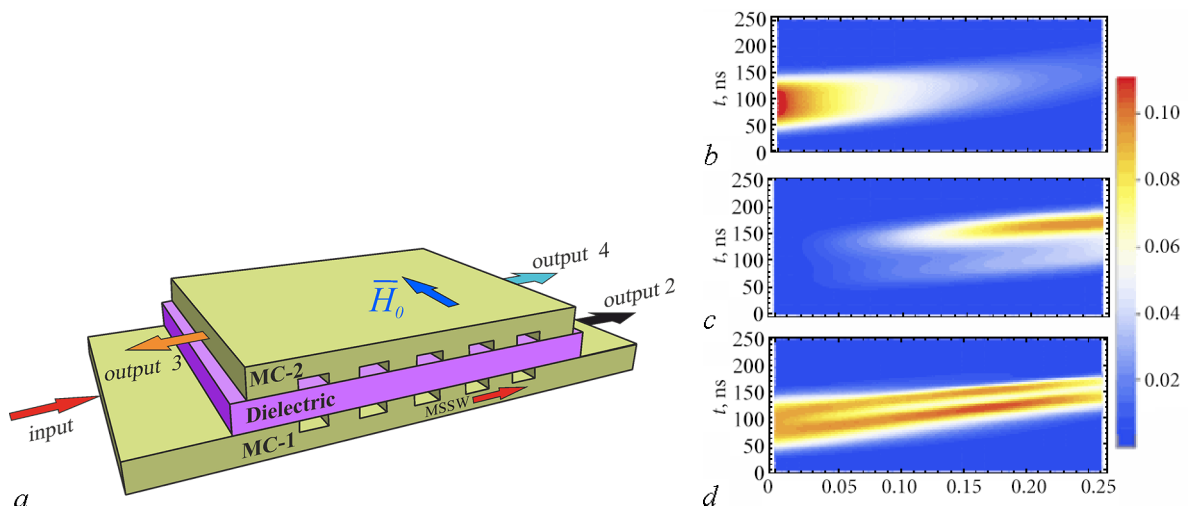 output 4
output 2
H̅₀
output 3
MC-2
Dielectric
MSSW
input
MC-1
a
250
200
150
100
50
0
t, ns
b
250
200
150
100
50
0
t, ns
c
250
200
150
100
50
0
t, ns
d
0 0.05 0.10 0.15 0.20 0.25
0.10
0.08
0.06
0.04
0.02